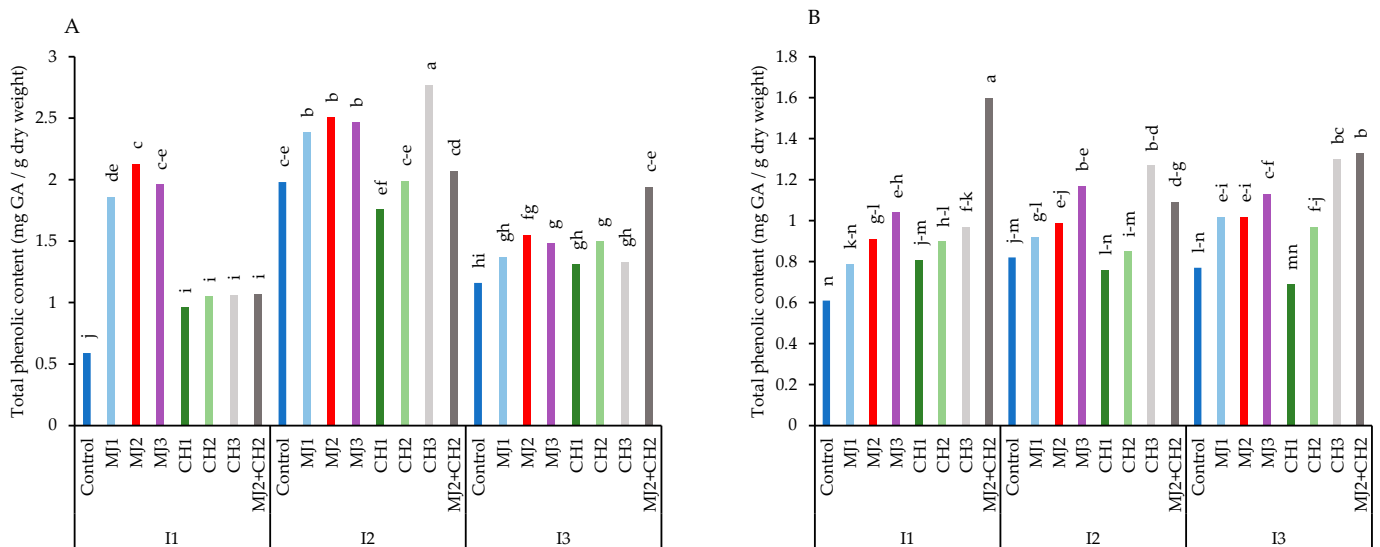 A
Total phenolic content (mg GA / g dry weight)
3
2.5
2
1.5
1
0.5
0
j
de
c
c-e
i
i
i
i
c-e
b
b
b
ef
c-e
a
cd
hi
gh
fg
g
gh
g
gh
c-e
Control
MJ1
MJ2
MJ3
CH1
CH2
CH3
MJ2+CH2
Control
MJ1
MJ2
MJ3
CH1
CH2
CH3
MJ2+CH2
Control
MJ1
MJ2
MJ3
CH1
CH2
CH3
MJ2+CH2
I1
I2
I3
B
Total phenolic content (mg GA / g dry weight)
1.8
1.6
1.4
1.2
1
0.8
0.6
0.4
0.2
0
n
k-n
g-l
e-h
j-m
h-l
f-k
a
j-m
g-l
e-j
b-e
l-n
i-m
b-d
d-g
l-n
e-i
e-i
c-f
mn
f-j
bc
b
Control
MJ1
MJ2
MJ3
CH1
CH2
CH3
MJ2+CH2
Control
MJ1
MJ2
MJ3
CH1
CH2
CH3
MJ2+CH2
Control
MJ1
MJ2
MJ3
CH1
CH2
CH3
MJ2+CH2
I1
I2
I3